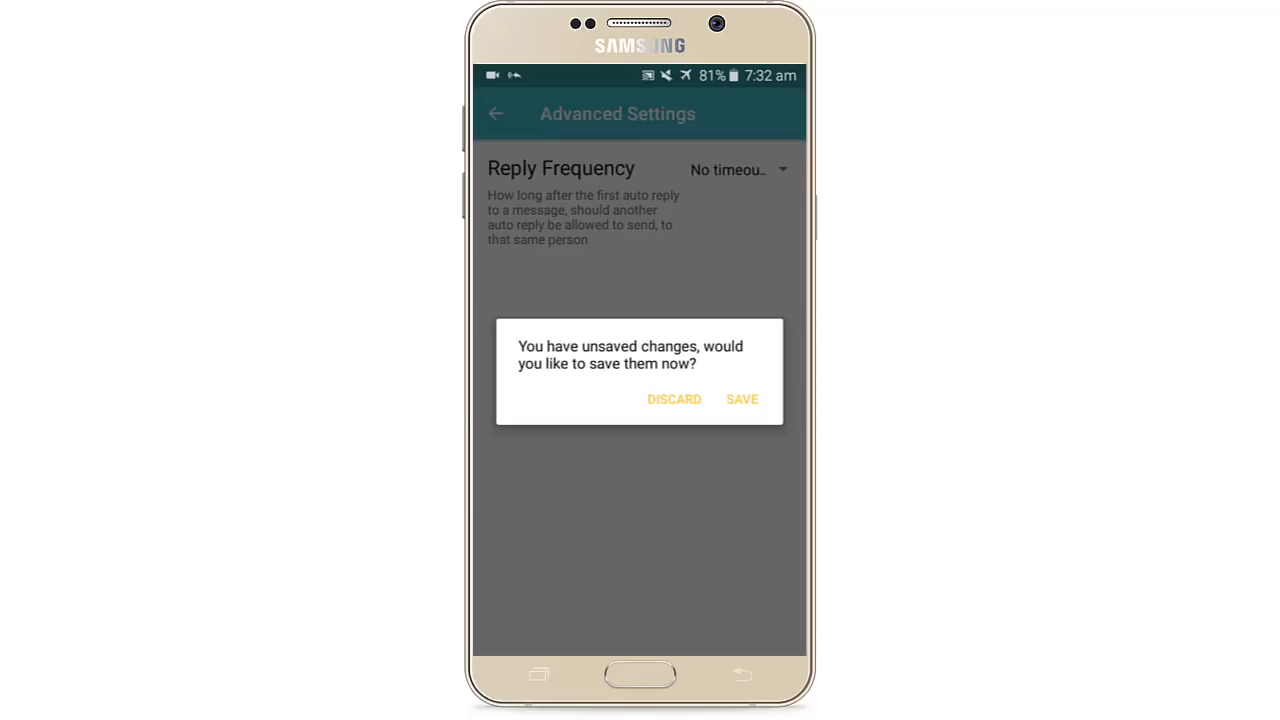 SAMSUNG
81% 7:32 am
Advanced Settings
Reply Frequency
No timeou..
How long after the first auto reply
to a message, should another
auto reply be allowed to send, to
that same person
You have unsaved changes, would
you like to save them now?
DISCARD SAVE